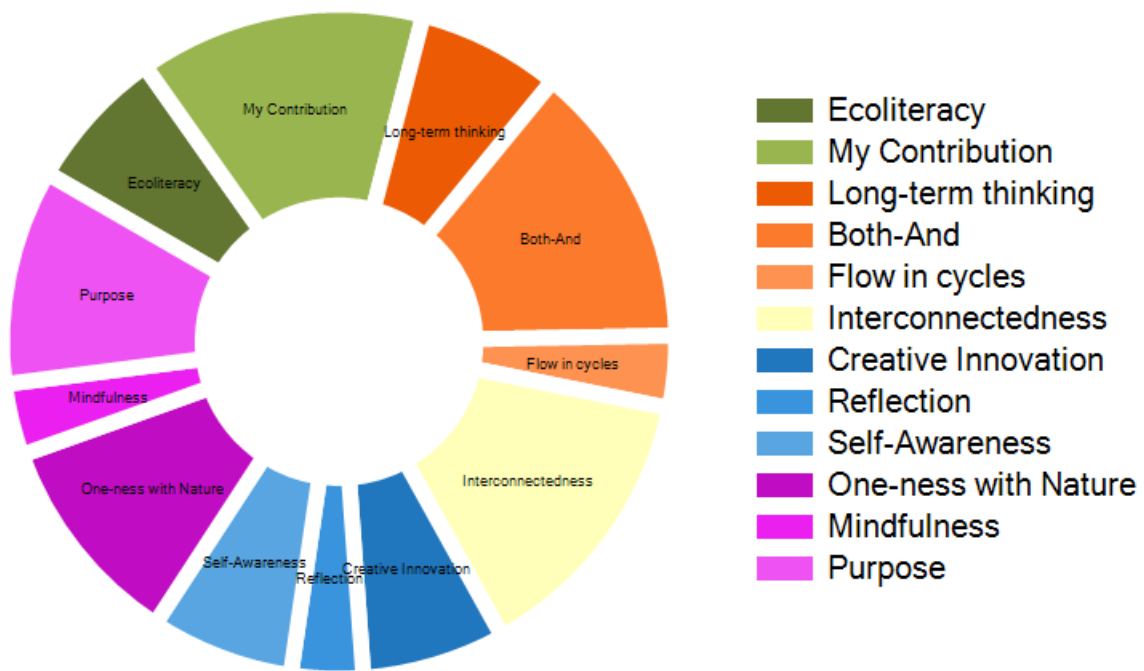 My Contribution
Long-term thinking
Ecoliteracy
Both-And
Purpose
Flow in cycles
Mindfulness
Interconnectedness
One-ness with Nature
Self-Awareness
Creative Innovation
Reflection
Ecoliteracy
My Contribution
Long-term thinking
Both-And
Flow in cycles
Interconnectedness
Creative Innovation
Reflection
Self-Awareness
One-ness with Nature
Mindfulness
Purpose